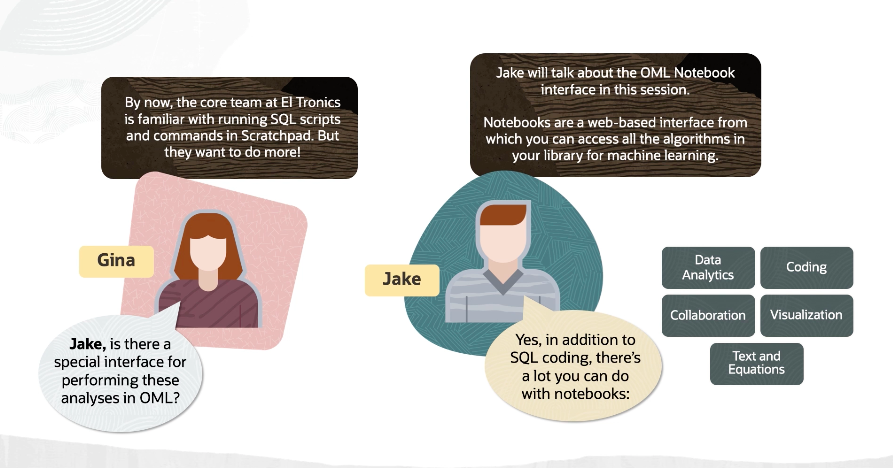 By now, the core team at El Tronics
is familiar with running SQL scripts
and commands in Scratchpad. But
they want to do more!
Gina
Jake, is there a
special interface for
performing these
analyses in OML?
Jake will talk about the OML Notebook
interface in this session.
Notebooks are a web-based interface from
which you can access all the algorithms in
your library for machine learning.
Jake
Yes, in addition to
SQL coding, there's
a lot you can do
with notebooks:
Data
Analytics
Coding
Collaboration
Visualization
Text and
Equations